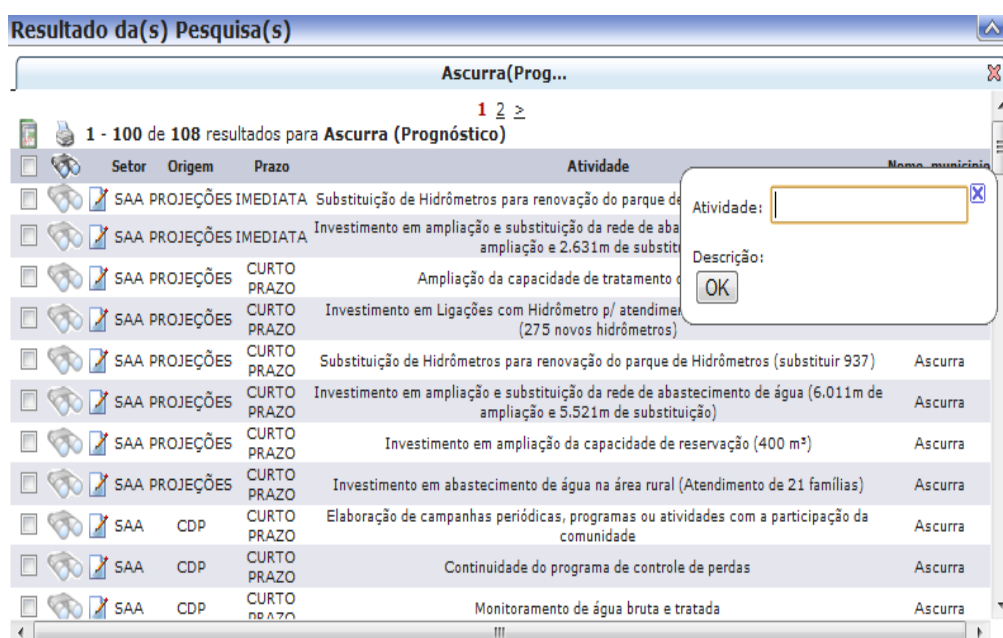 Resultado da(s) Pesquisa(s)
Ascurra(Prog...
1 2 >
1 - 100 de 108 resultados para Ascurra (Prognóstico)
Setor Origem Prazo Atividade Nome_municipio
SAA PROJEÇÕES IMEDIATA Substituição de Hidrômetros para renovação do parque de
SAA PROJEÇÕES IMEDIATA Investimento em ampliação e substituição da rede de aba
ampliação e 2.631m de substitu
SAA PROJEÇÕES CURTO PRAZO Ampliação da capacidade de tratamento
SAA PROJEÇÕES CURTO PRAZO Investimento em Ligações com Hidrômetro p/ atendimen
(275 novos hidrômetros)
Atividade:
Descrição:
OK
SAA PROJEÇÕES CURTO PRAZO Substituição de Hidrômetros para renovação do parque de Hidrômetros (substituir 937) Ascurra
SAA PROJEÇÕES CURTO PRAZO Investimento em ampliação e substituição da rede de abastecimento de água (6.011m de
ampliação e 5.521m de substituição) Ascurra
SAA PROJEÇÕES CURTO PRAZO Investimento em ampliação da capacidade de reservação (400 m³) Ascurra
SAA PROJEÇÕES CURTO PRAZO Investimento em abastecimento de água na área rural (Atendimento de 21 famílias) Ascurra
SAA CDP CURTO PRAZO Elaboração de campanhas periódicas, programas ou atividades com a participação da
comunidade Ascurra
SAA CDP CURTO PRAZO Continuidade do programa de controle de perdas Ascurra
SAA CDP CURTO PRAZO Monitoramento de água bruta e tratada Ascurra